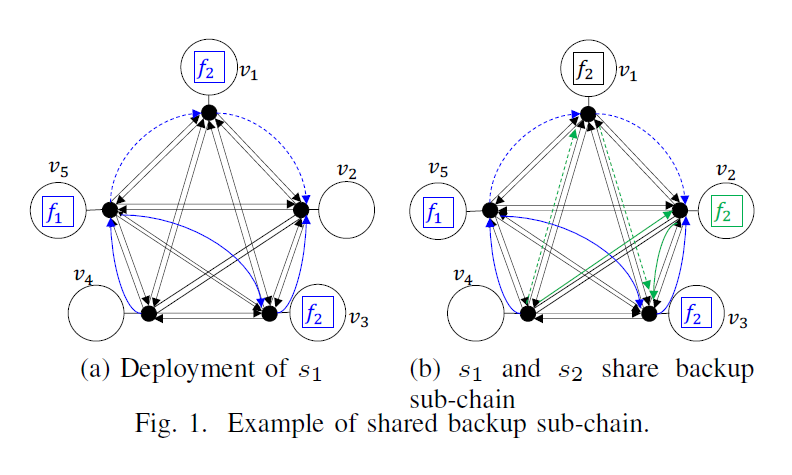 f₂ v₁
v₅ v₂
f₁
v₄
f₂ v₃
(a) Deployment of s₁
f₂ v₁
v₅ v₂
f₁ f₂
v₄
f₂ v₃
(b) s₁ and s₂ share backup
sub-chain
Fig. 1. Example of shared backup sub-chain.